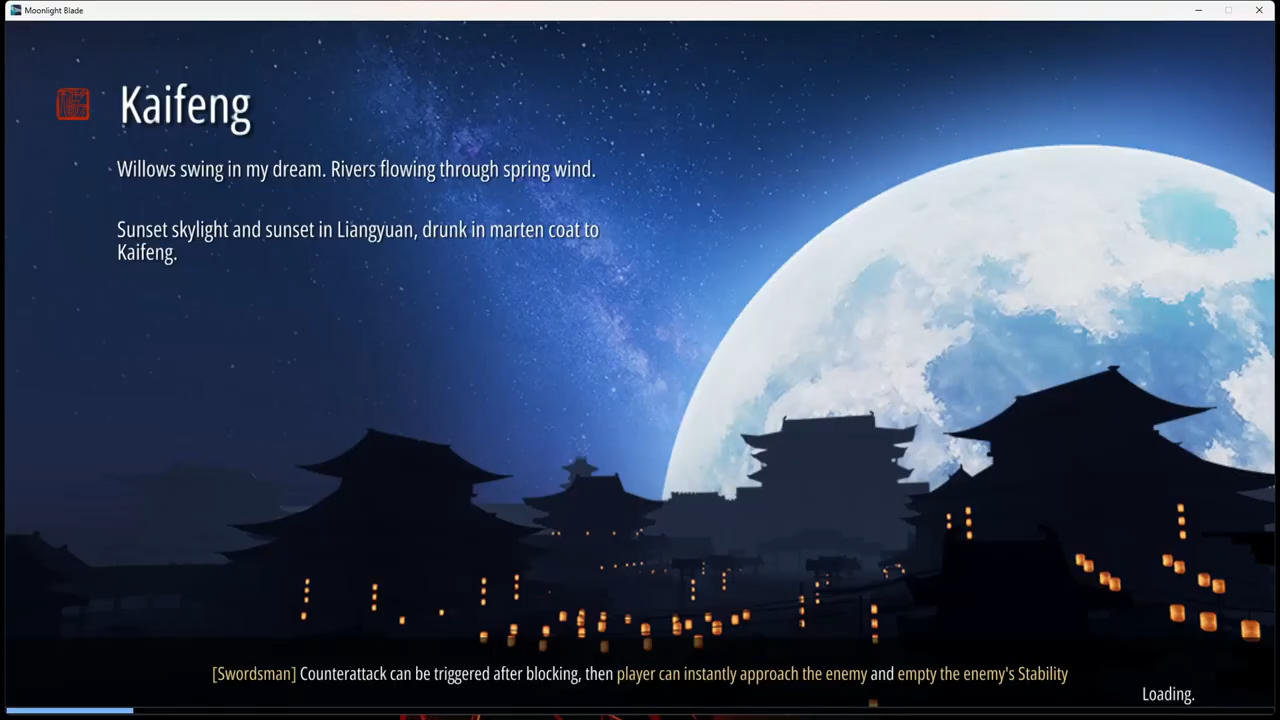 Moonlight Blade
Kaifeng
Willows swing in my dream. Rivers flowing through spring wind.
Sunset skylight and sunset in Liangyuan, drunk in marten coat to
Kaifeng.
[Swordsman] Counterattack can be triggered after blocking, then player can instantly approach the enemy and empty the enemy's Stability
Loading.